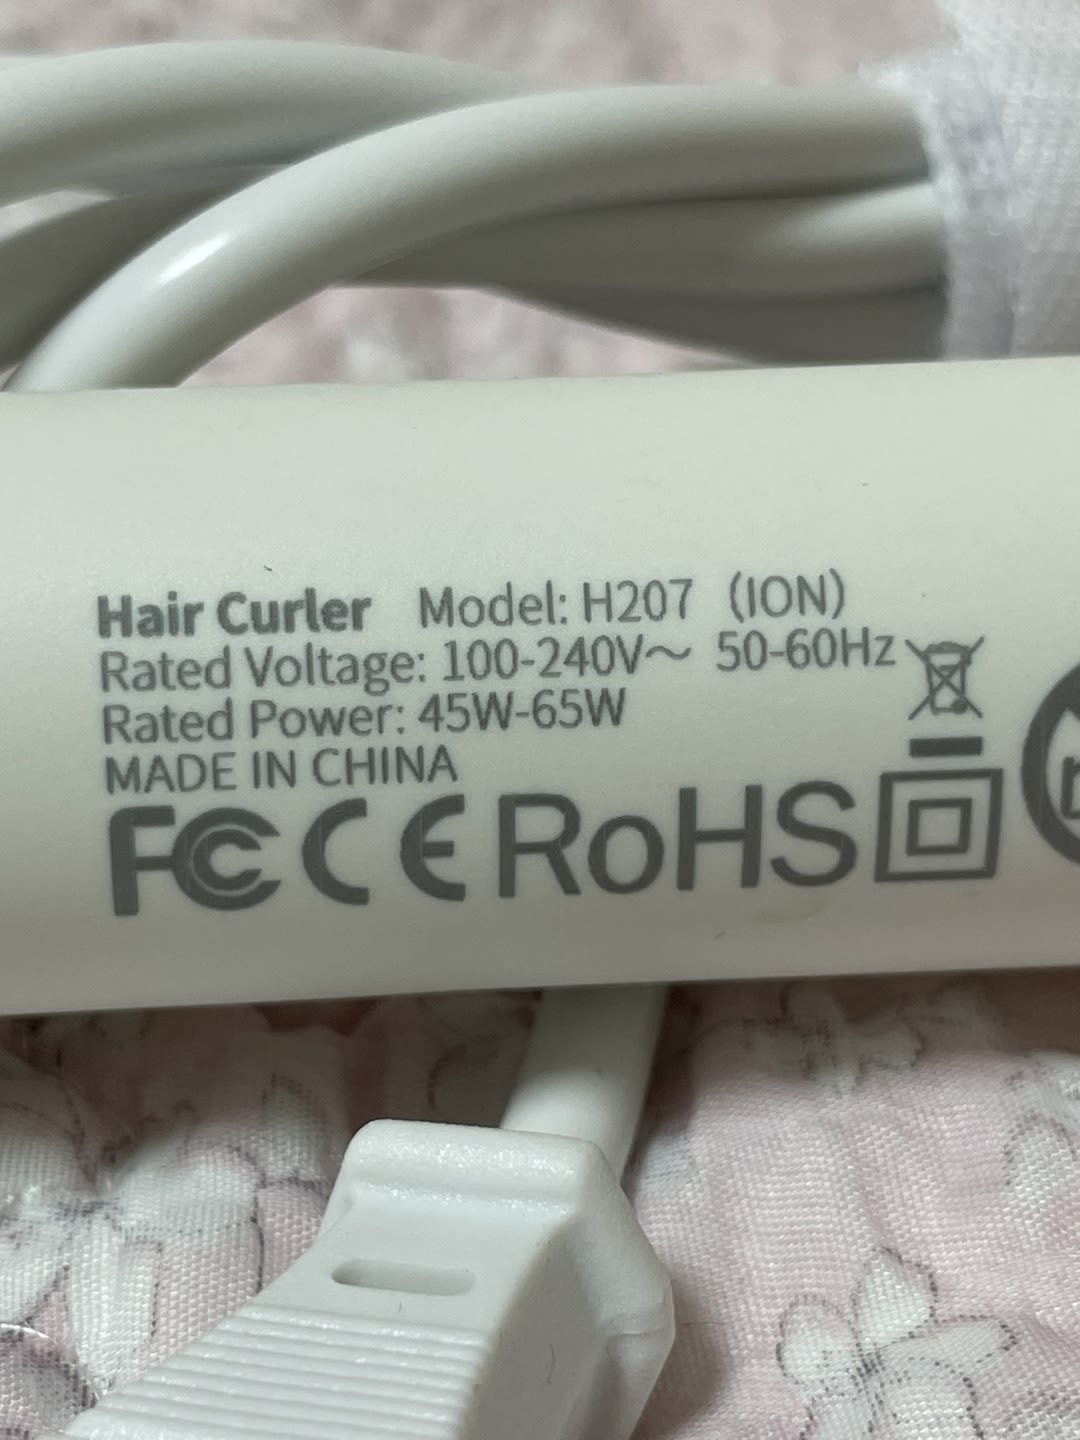 Hair Curler Model: H207 (ION)
Rated Voltage: 100-240V~ 50-60Hz
Rated Power: 45W-65W
MADE IN CHINA
FC CE RoHS